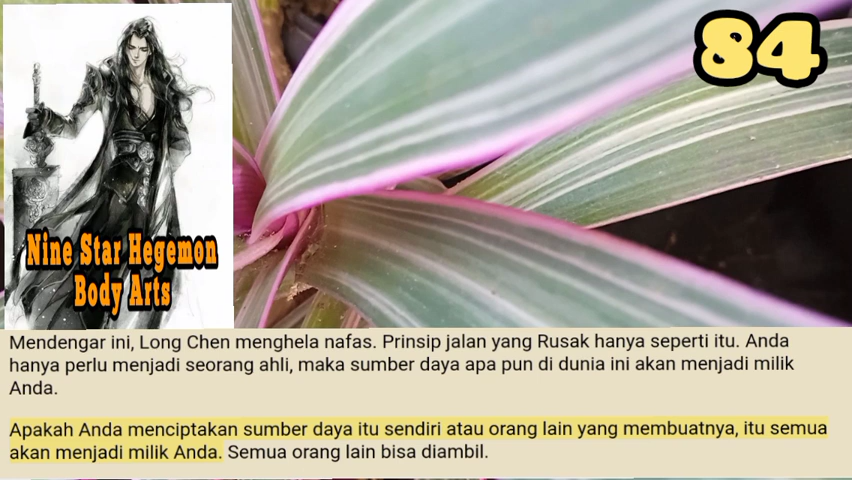 84
Nine Star Hegemon
Body Arts
Mendengar ini, Long Chen menghela nafas. Prinsip jalan yang Rusak hanya seperti itu. Anda
hanya perlu menjadi seorang ahli, maka sumber daya apa pun di dunia ini akan menjadi milik
Anda.
Apakah Anda menciptakan sumber daya itu sendiri atau orang lain yang membuatnya, itu semua
akan menjadi milik Anda. Semua orang lain bisa diambil.